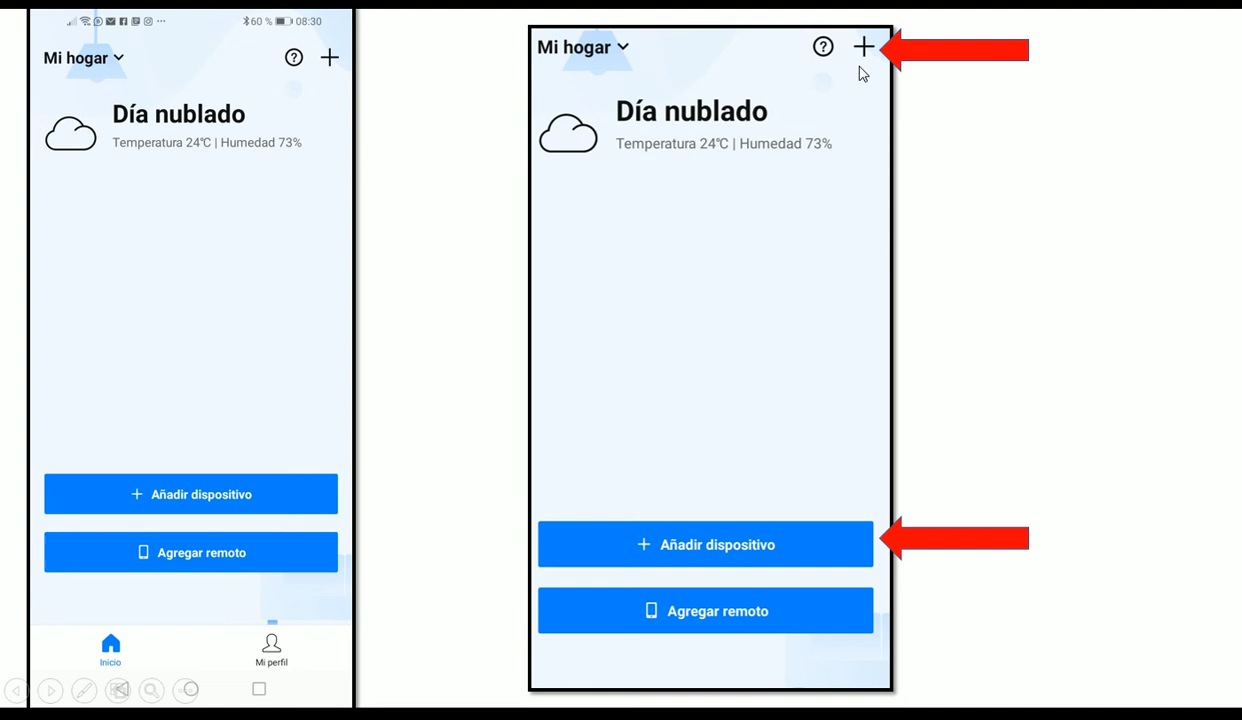 60 % 08:30
Mi hogar
Día nublado
Temperatura 24℃ | Humedad 73%
+ Añadir dispositivo
Agregar remoto
Inicio
Mi perfil
Mi hogar
Día nublado
Temperatura 24℃ | Humedad 73%
+ Añadir dispositivo
Agregar remoto